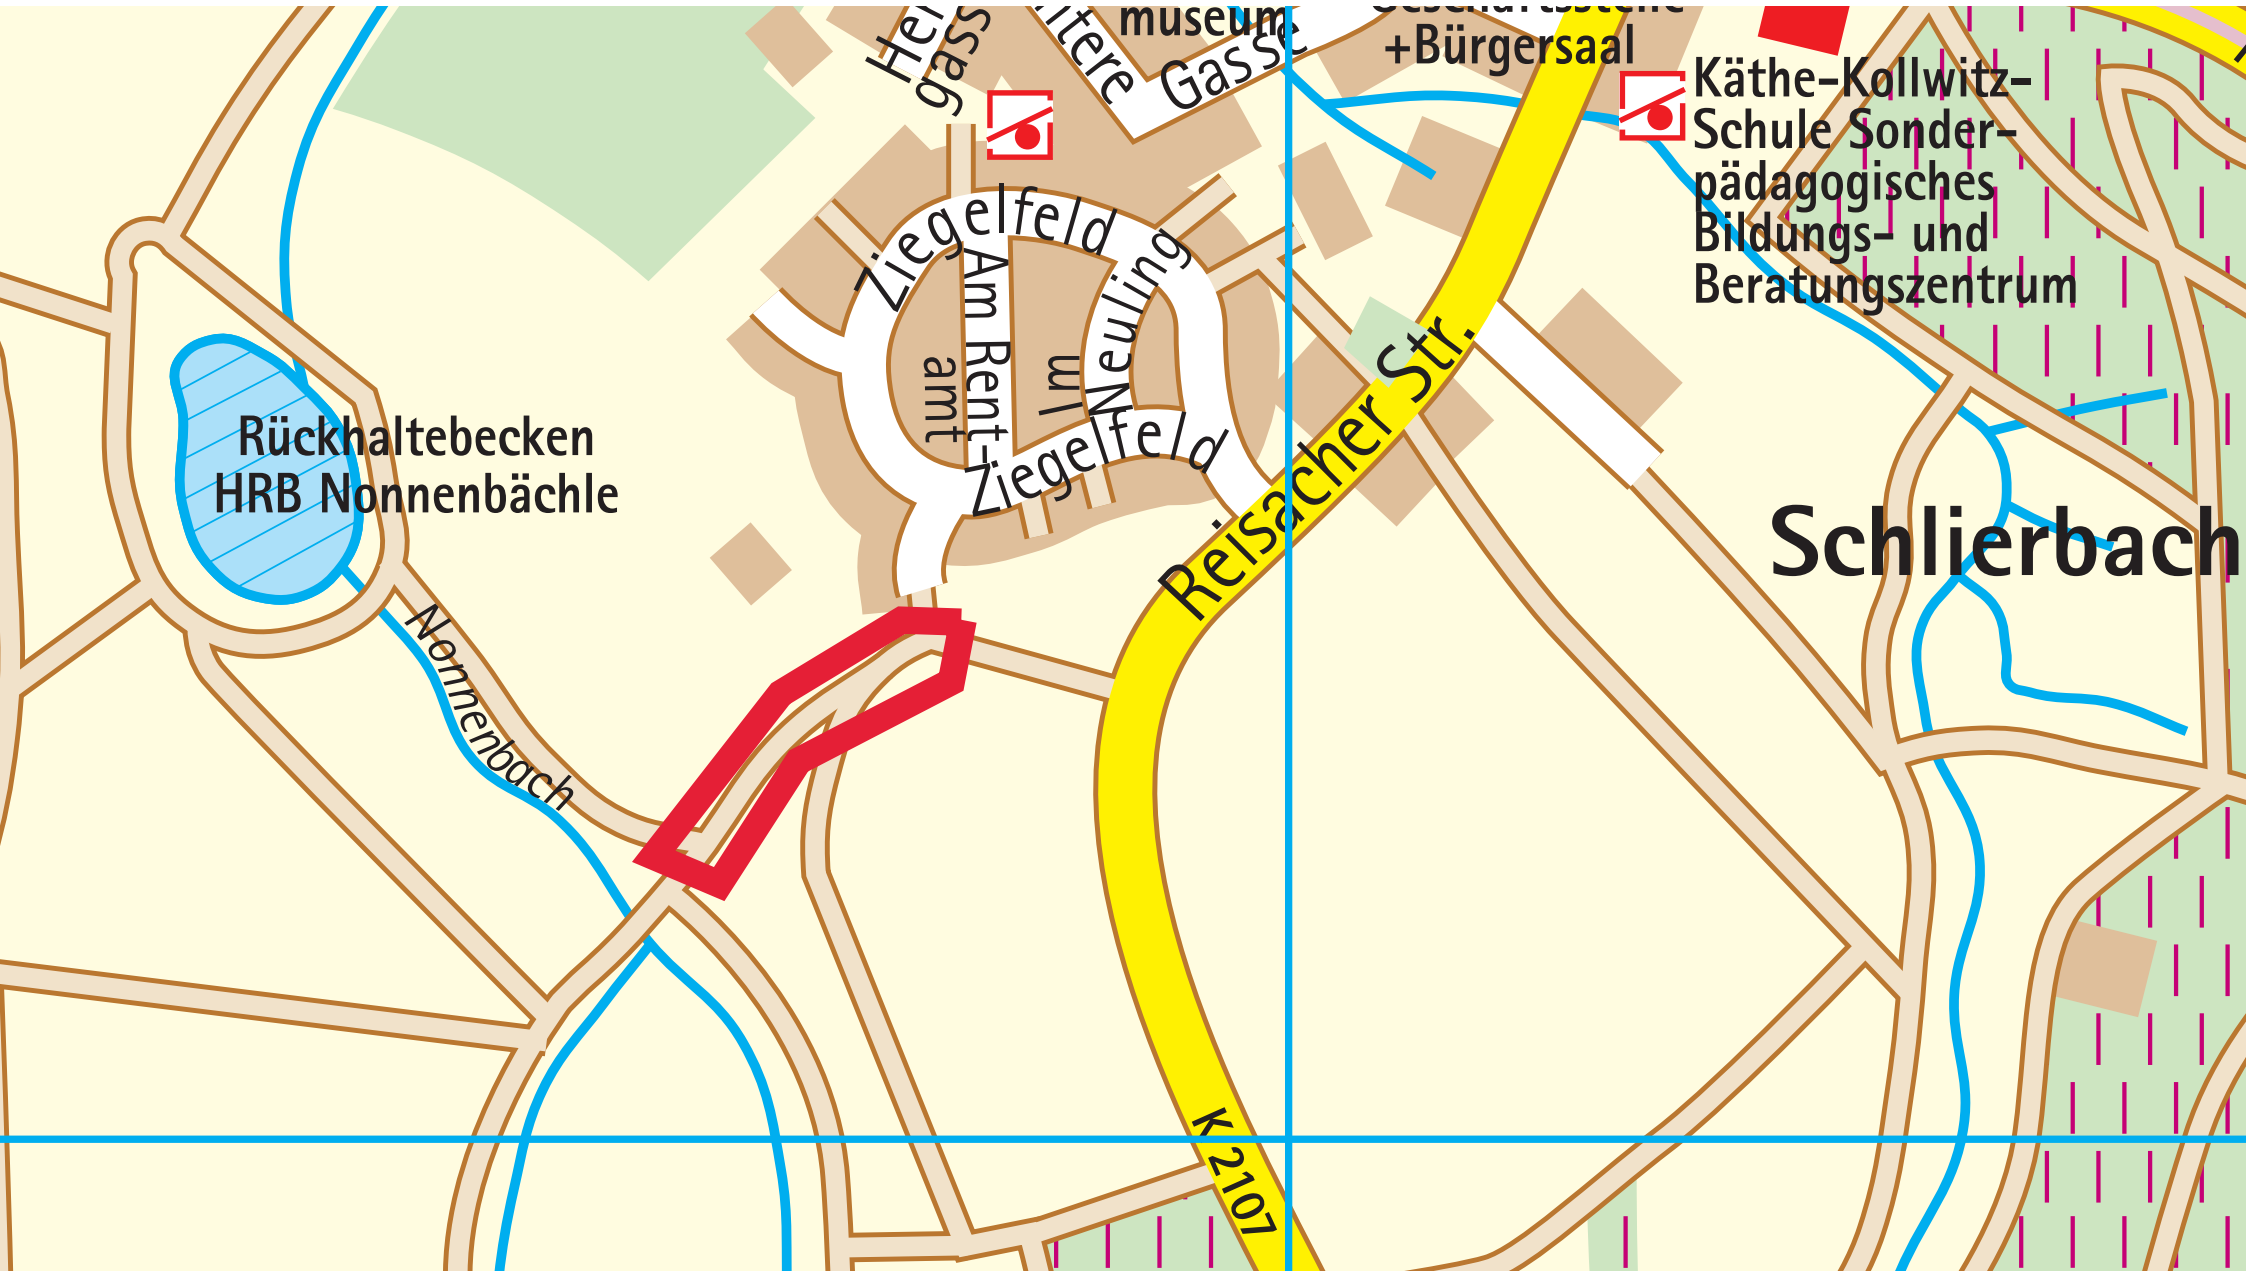 museum
+Bürgersaal
gass
Gasse
Käthe-Kollwitz-
Schule Sonder-
pädagogisches
Bildungs- und
Beratungszentrum
Ziegelfeld
Neuling
Am Rent-
amt
Im
Ziegelfeld
Reisacher Str.
Rückhaltebecken
HRB Nonnenbächle
Schlierbach
Nonnenbach
K 2107